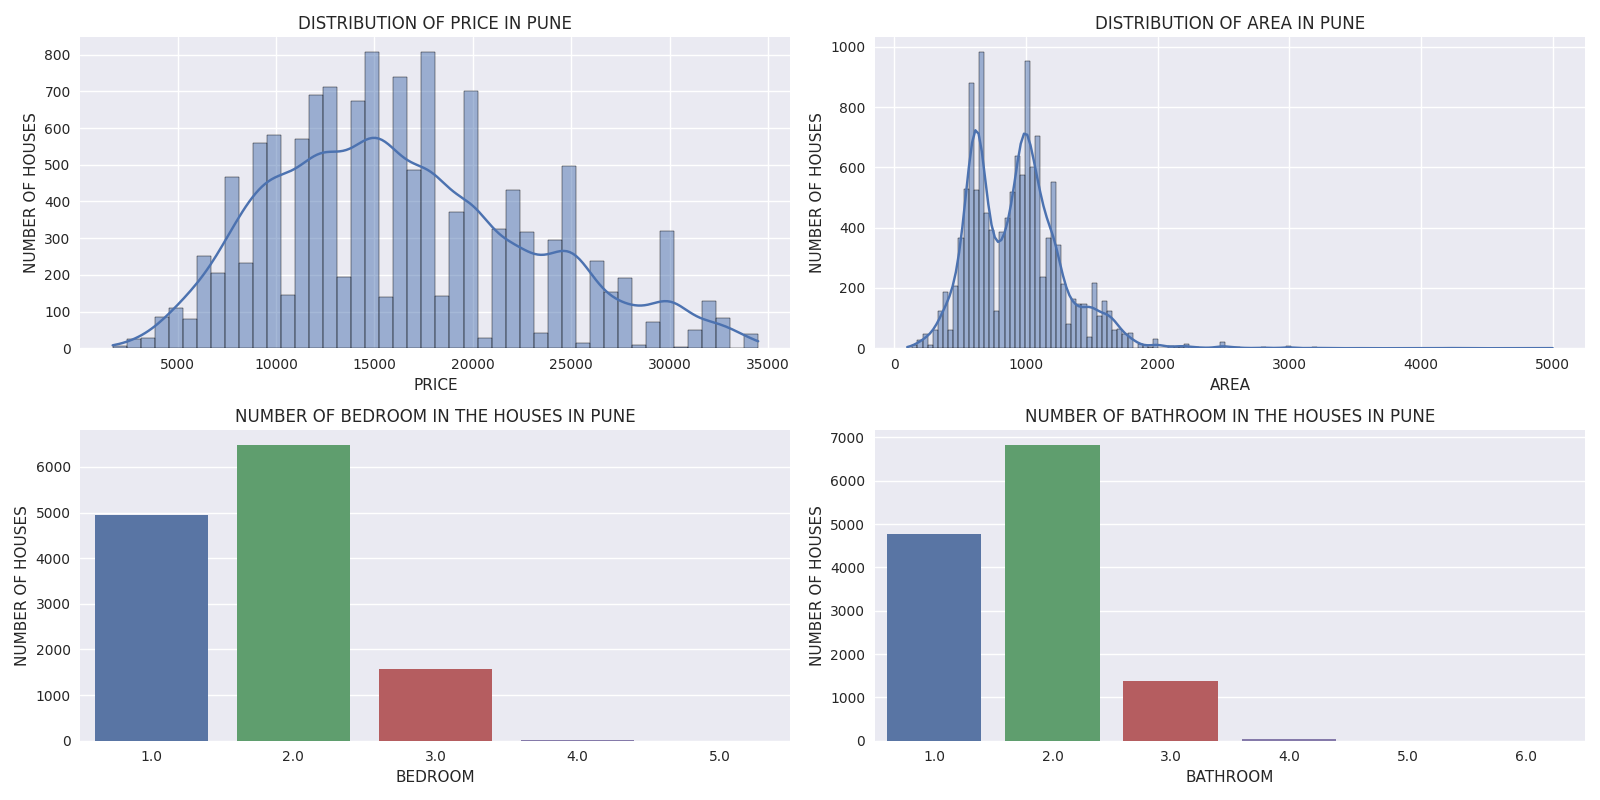 DISTRIBUTION OF PRICE IN PUNE
NUMBER OF HOUSES
800
700
600
500
400
300
200
100
0
5000 10000 15000 20000 25000 30000 35000
PRICE
DISTRIBUTION OF AREA IN PUNE
NUMBER OF HOUSES
1000
800
600
400
200
0
0 1000 2000 3000 4000 5000
AREA
NUMBER OF BEDROOM IN THE HOUSES IN PUNE
NUMBER OF HOUSES
6000
5000
4000
3000
2000
1000
0
1.0 2.0 3.0 4.0 5.0
BEDROOM
NUMBER OF BATHROOM IN THE HOUSES IN PUNE
NUMBER OF HOUSES
7000
6000
5000
4000
3000
2000
1000
0
1.0 2.0 3.0 4.0 5.0 6.0
BATHROOM